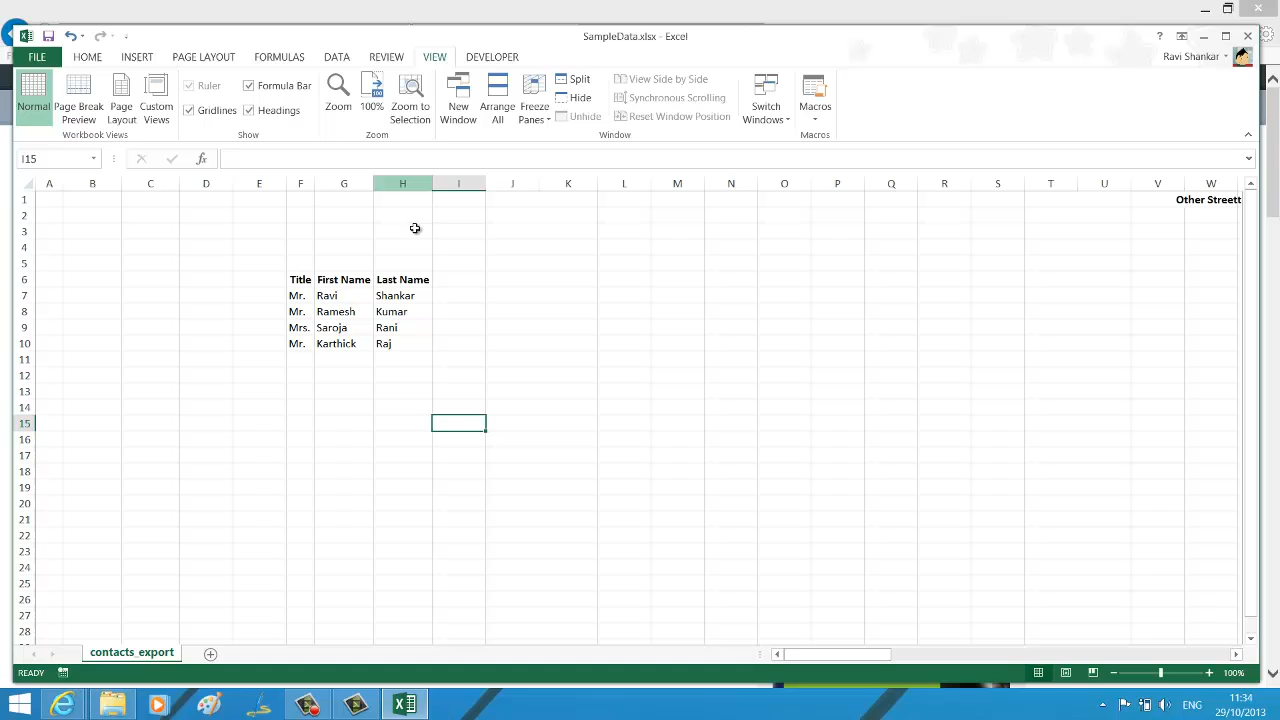 SampleData.xlsx - Excel
FILE HOME INSERT PAGE LAYOUT FORMULAS DATA REVIEW VIEW DEVELOPER Ravi Shankar
Normal Page Break Preview Page Layout Custom Views
Workbook Views
Ruler Formula Bar
Gridlines Headings
Show
Zoom 100% Zoom to Selection
Zoom
New Window Arrange All Freeze Panes
Split View Side by Side
Hide Synchronous Scrolling
Unhide Reset Window Position
Window
Switch Windows
Macros
Macros
I15 fx
A B C D E F G H I J K L M N O P Q R S T U V W
1 Other Streett
2
3
4
5
6 Title First Name Last Name
7 Mr. Ravi Shankar
8 Mr. Ramesh Kumar
9 Mrs. Saroja Rani
10 Mr. Karthick Raj
11
12
13
14
15
16
17
18
19
20
21
22
23
24
25
26
27
28
contacts_export
READY 100%
ENG 11:34
29/10/2013